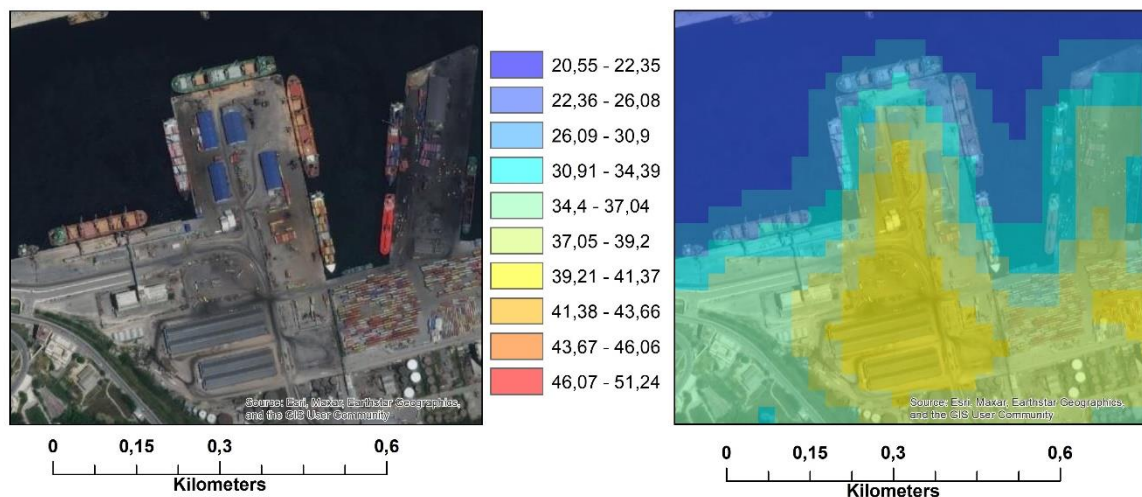 20,55 - 22,35
22,36 - 26,08
26,09 - 30,9
30,91 - 34,39
34,4 - 37,04
37,05 - 39,2
39,21 - 41,37
41,38 - 43,66
43,67 - 46,06
46,07 - 51,24
Source: Esri, Maxar, Earthstar Geographics,
and the GIS User Community
Source: Esri, Maxar, Earthstar Geographics,
and the GIS User Community
0 0,15 0,3 0,6
Kilometers
0 0,15 0,3 0,6
Kilometers